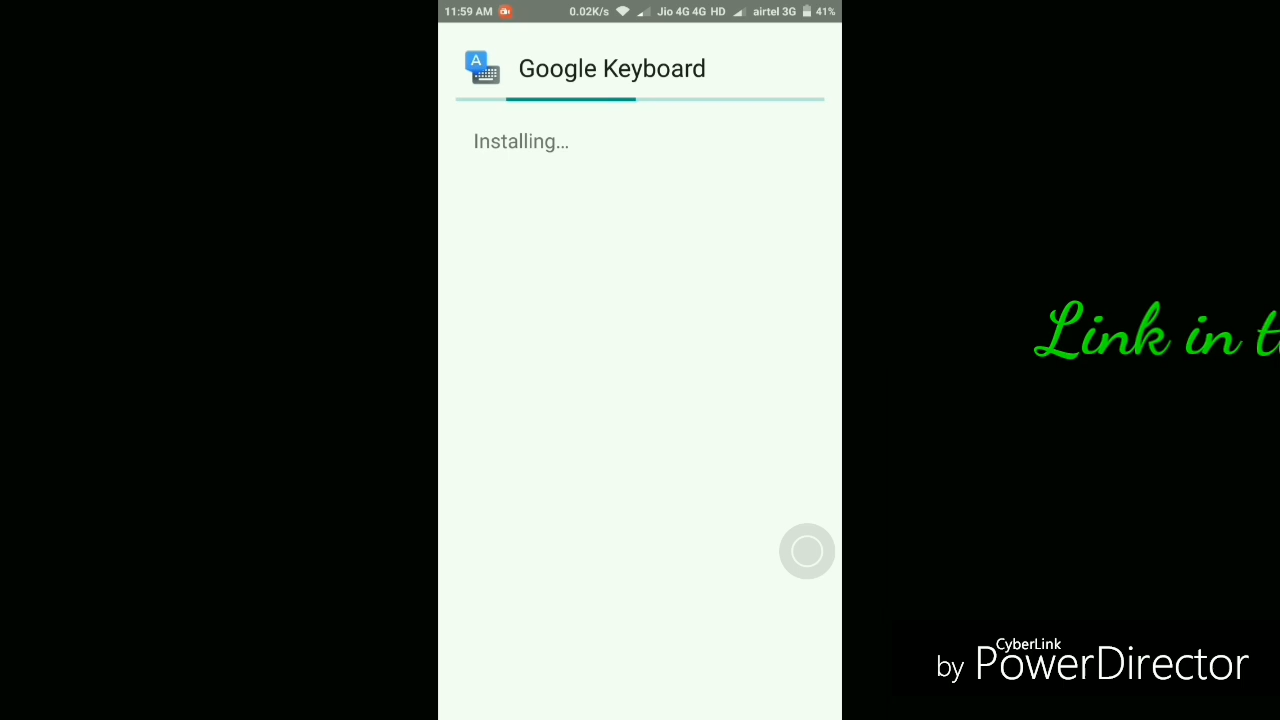 11:59 AM 0.02K/s Jio 4G 4G HD airtel 3G 41%
A
Google Keyboard
Installing...
Link in
CyberLink
by PowerDirector